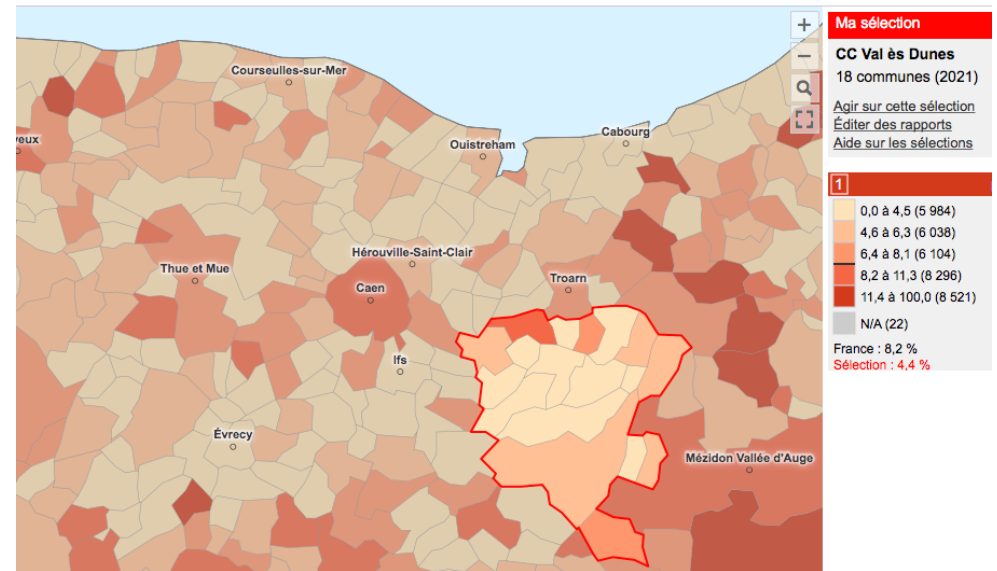 Courseulles-sur-Mer
yeux
Ouistreham
Cabourg
Hérouville-Saint-Clair
Thue et Mue
Troarn
Caen
Ifs
Évrecy
Mézidon Vallée d'Auge
+
−
Ma sélection
CC Val ès Dunes
18 communes (2021)
Agir sur cette sélection
Éditer des rapports
Aide sur les sélections
1
0,0 à 4,5 (5 984)
4,6 à 6,3 (6 038)
6,4 à 8,1 (6 104)
8,2 à 11,3 (8 296)
11,4 à 100,0 (8 521)
N/A (22)
France : 8,2 %
Sélection : 4,4 %